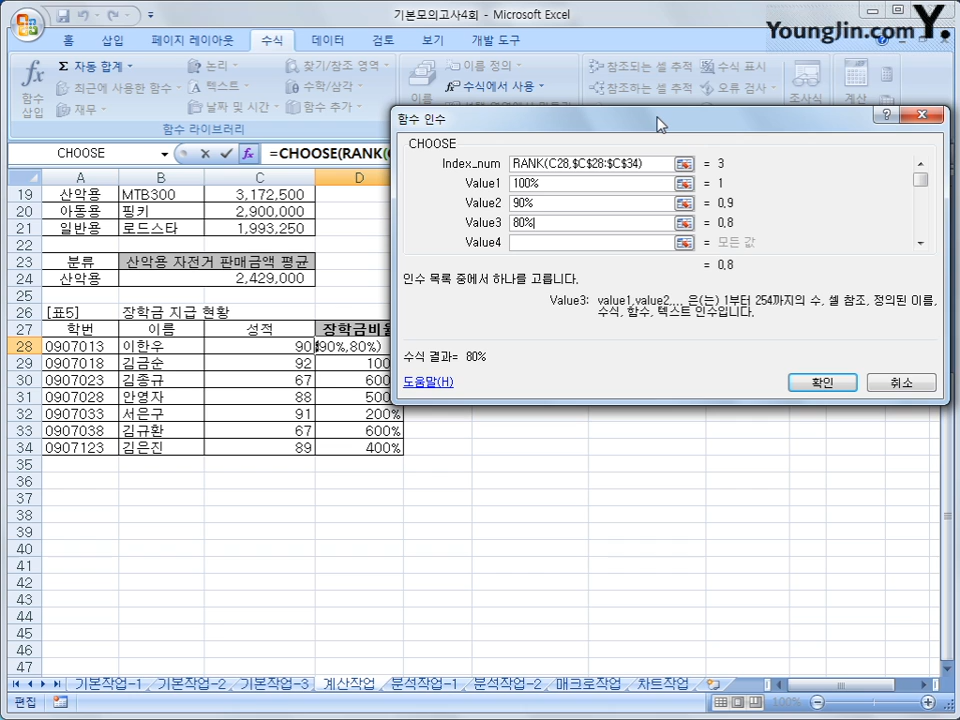 기본모의고사4회 - Microsoft Excel
YoungJin.com Y.
홈 삽입 페이지 레이아웃 수식 데이터 검토 보기 개발 도구
Σ 자동 합계 논리 찾기/참조 영역 이름 정의 참조되는 셀 추적 수식 표시
최근에 사용한 함수 텍스트 수학/삼각 수식에서 사용 참조하는 셀 추적 오류 검사
함수 삽입 재무 날짜 및 시간 함수 추가 이름 조사식 계산
함수 라이브러리
CHOOSE =CHOOSE(RANK(
함수 인수
CHOOSE
Index_num RANK(C28,$C$28:$C$34) = 3
Value1 100% = 1
Value2 90% = 0.9
Value3 80% = 0.8
Value4 = 모든 값
= 0.8
인수 목록 중에서 하나를 고릅니다.
Value3: value1,value2,... 은(는) 1부터 254까지의 수, 셀 참조, 정의된 이름,
수식, 함수, 텍스트 인수입니다.
수식 결과= 80%
도움말(H) 확인 취소
A B C D
19 산악용 MTB300 3,172,500
20 아동용 핑키 2,900,000
21 일반용 로드스타 1,993,250
22
23 분류 산악용 자전거 판매금액 평균
24 산악용 2,429,000
25
26 [표5] 장학금 지급 현황
27 학번 이름 성적 장학금비율
28 0907013 이한우 90 90%,80%)
29 0907018 김금순 92 100
30 0907023 김종규 67 600
31 0907028 안영자 88 500
32 0907033 서은구 91 200%
33 0907038 김규환 67 600%
34 0907123 김은진 89 400%
35
36
37
38
39
40
41
42
43
44
45
46
47
기본작업-1 기본작업-2 기본작업-3 계산작업 분석작업-1 분석작업-2 매크로작업 차트작업
편집 100%